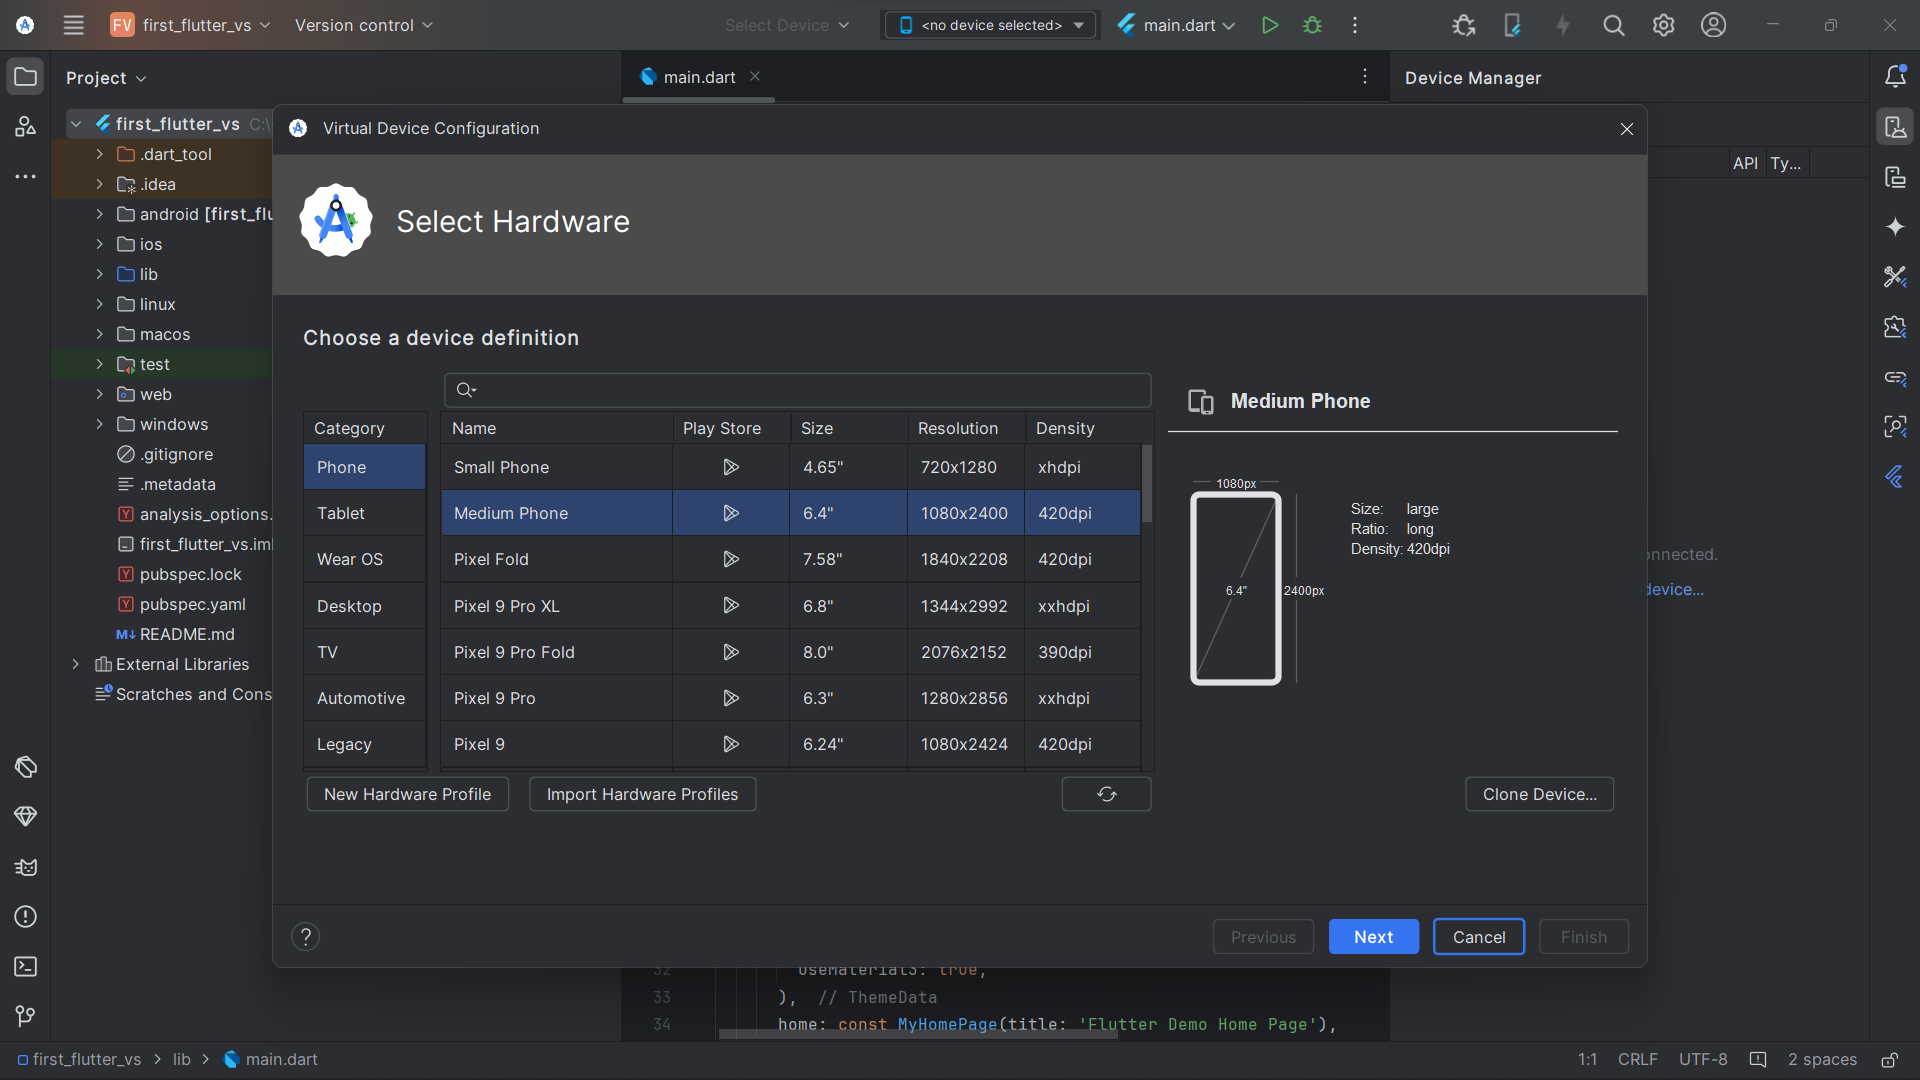 FV first_flutter_vs Version control Select Device <no device selected> main.dart
Project main.dart Device Manager
first_flutter_vs C:\
.dart_tool
.idea
android [first_flu
ios
lib
linux
macos
test
web
windows
.gitignore
.metadata
analysis_options.
first_flutter_vs.iml
pubspec.lock
pubspec.yaml
M↓ README.md
External Libraries
Scratches and Cons
API Ty...
onnected.
device...
Virtual Device Configuration
Select Hardware
Choose a device definition
Category Name Play Store Size Resolution Density
Phone
Tablet
Wear OS
Desktop
TV
Automotive
Legacy
Small Phone 4.65" 720x1280 xhdpi
Medium Phone 6.4" 1080x2400 420dpi
Pixel Fold 7.58" 1840x2208 420dpi
Pixel 9 Pro XL 6.8" 1344x2992 xxhdpi
Pixel 9 Pro Fold 8.0" 2076x2152 390dpi
Pixel 9 Pro 6.3" 1280x2856 xxhdpi
Pixel 9 6.24" 1080x2424 420dpi
Medium Phone
1080px
6.4"
2400px
Size: large
Ratio: long
Density: 420dpi
New Hardware Profile Import Hardware Profiles Clone Device...
? Previous Next Cancel Finish
32 useMaterial3: true,
33 ), // ThemeData
34 home: const MyHomePage(title: 'Flutter Demo Home Page'),
first_flutter_vs > lib > main.dart 1:1 CRLF UTF-8 2 spaces